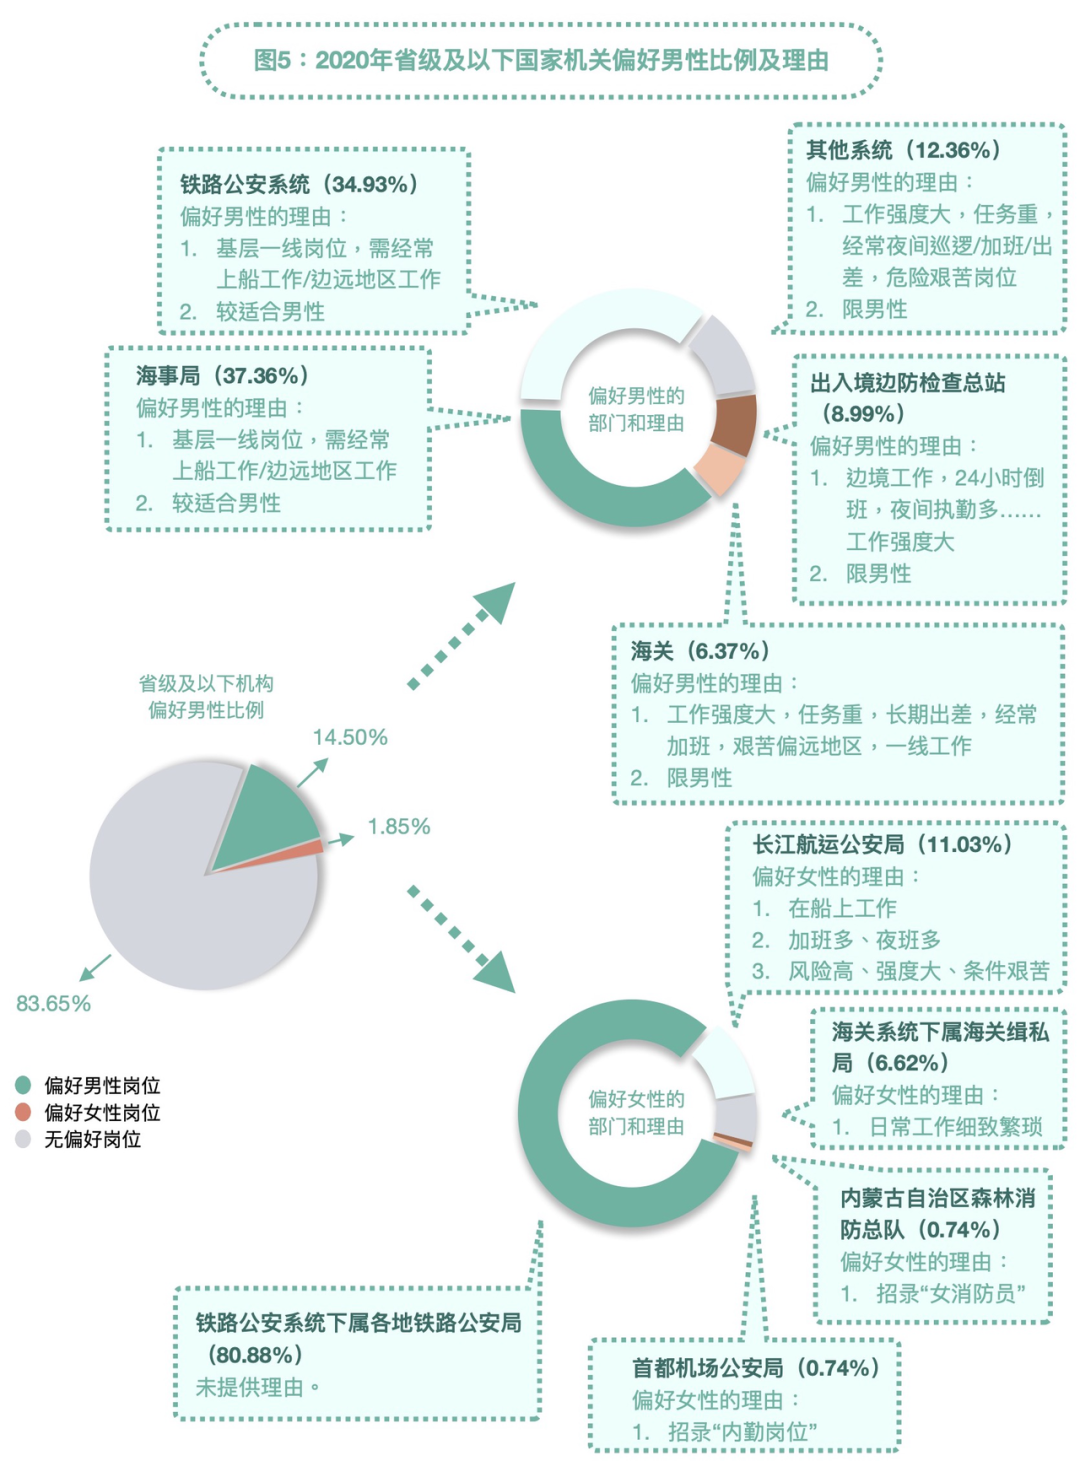 图5：2020年省级及以下国家机关偏好男性比例及理由
铁路公安系统（34.93%）
偏好男性的理由：
1. 基层一线岗位，需经常
上船工作/边远地区工作
2. 较适合男性
海事局（37.36%）
偏好男性的理由：
1. 基层一线岗位，需经常
上船工作/边远地区工作
2. 较适合男性
偏好男性的
部门和理由
其他系统（12.36%）
偏好男性的理由：
1. 工作强度大，任务重，
经常夜间巡逻/加班/出
差，危险艰苦岗位
2. 限男性
出入境边防检查总站
（8.99%）
偏好男性的理由：
1. 边境工作，24小时倒
班，夜间执勤多……
工作强度大
2. 限男性
海关（6.37%）
偏好男性的理由：
1. 工作强度大，任务重，长期出差，经常
加班，艰苦偏远地区，一线工作
2. 限男性
省级及以下机构
偏好男性比例
14.50%
1.85%
83.65%
偏好男性岗位
偏好女性岗位
无偏好岗位
长江航运公安局（11.03%）
偏好女性的理由：
1. 在船上工作
2. 加班多、夜班多
3. 风险高、强度大、条件艰苦
偏好女性的
部门和理由
海关系统下属海关缉私
局（6.62%）
偏好女性的理由：
1. 日常工作细致繁琐
内蒙古自治区森林消
防总队（0.74%）
偏好女性的理由：
1. 招录“女消防员”
铁路公安系统下属各地铁路公安局
（80.88%）
未提供理由。
首都机场公安局（0.74%）
偏好女性的理由：
1. 招录“内勤岗位”